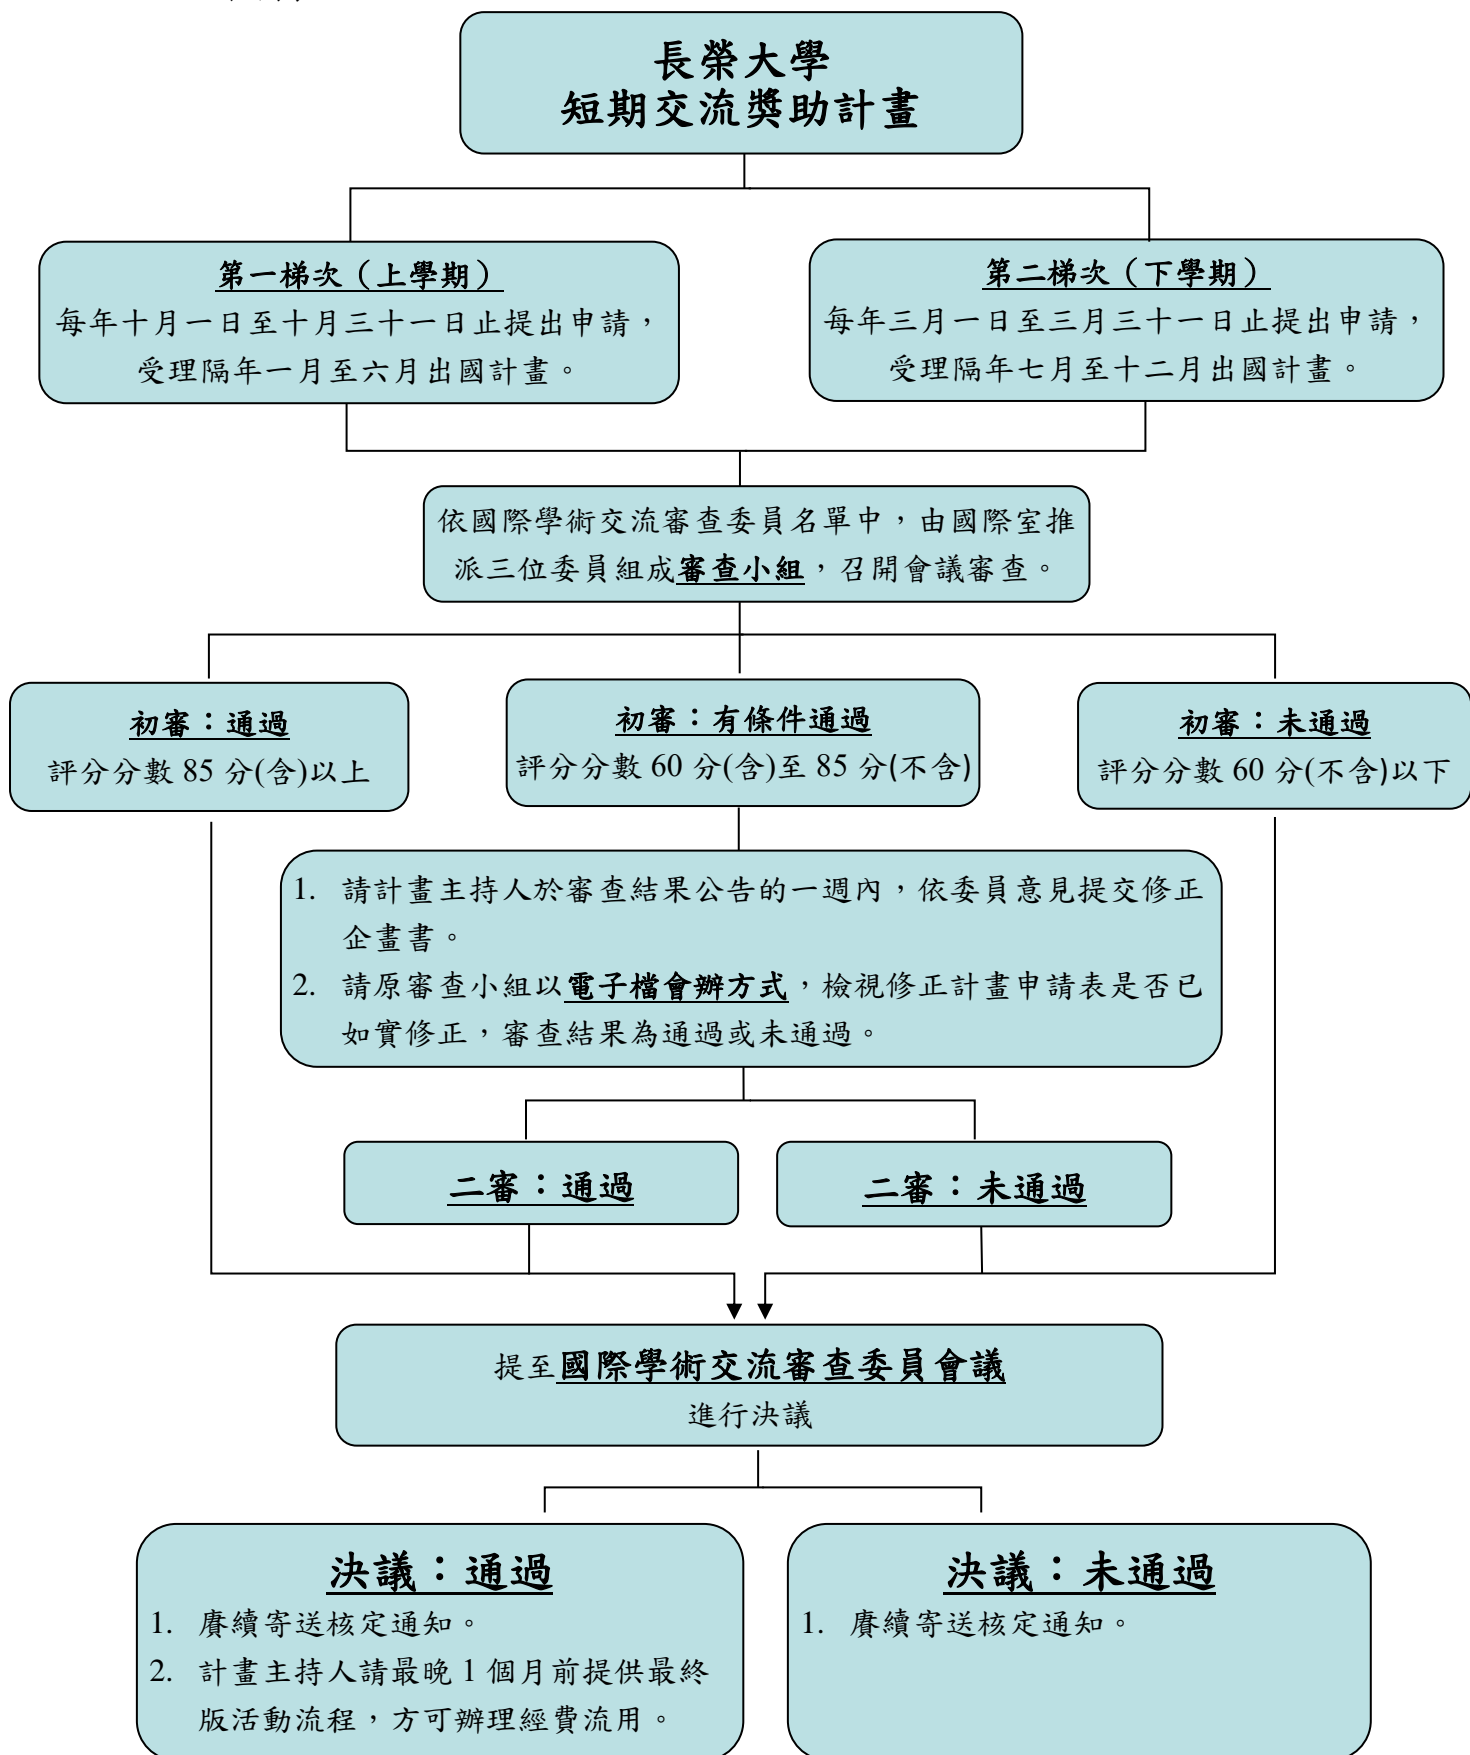 長榮大學
短期交流獎助計畫
第一梯次（上學期）
每年十月一日至十月三十一日止提出申請，
受理隔年一月至六月出國計畫。
第二梯次（下學期）
每年三月一日至三月三十一日止提出申請，
受理隔年七月至十二月出國計畫。
依國際學術交流審查委員名單中，由國際室推
派三位委員組成審查小組，召開會議審查。
初審：通過
評分分數 85 分(含)以上
初審：有條件通過
評分分數 60 分(含)至 85 分(不含)
初審：未通過
評分分數 60 分(不含)以下
1. 請計畫主持人於審查結果公告的一週內，依委員意見提交修正
企畫書。
2. 請原審查小組以電子檔會辦方式，檢視修正計畫申請表是否已
如實修正，審查結果為通過或未通過。
二審：通過
二審：未通過
提至國際學術交流審查委員會議
進行決議
決議：通過
1. 賡續寄送核定通知。
2. 計畫主持人請最晚 1 個月前提供最終
版活動流程，方可辦理經費流用。
決議：未通過
1. 賡續寄送核定通知。